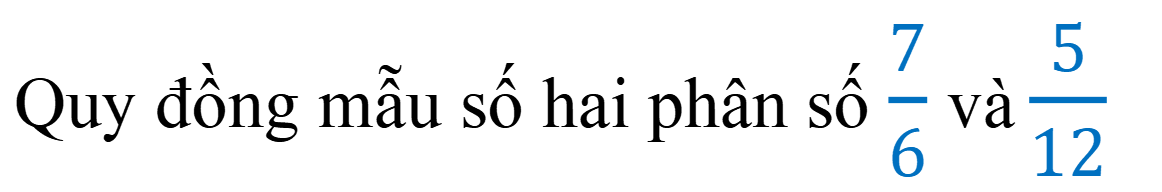 Quy đồng mẫu số hai phân số 7/6 và 5/12